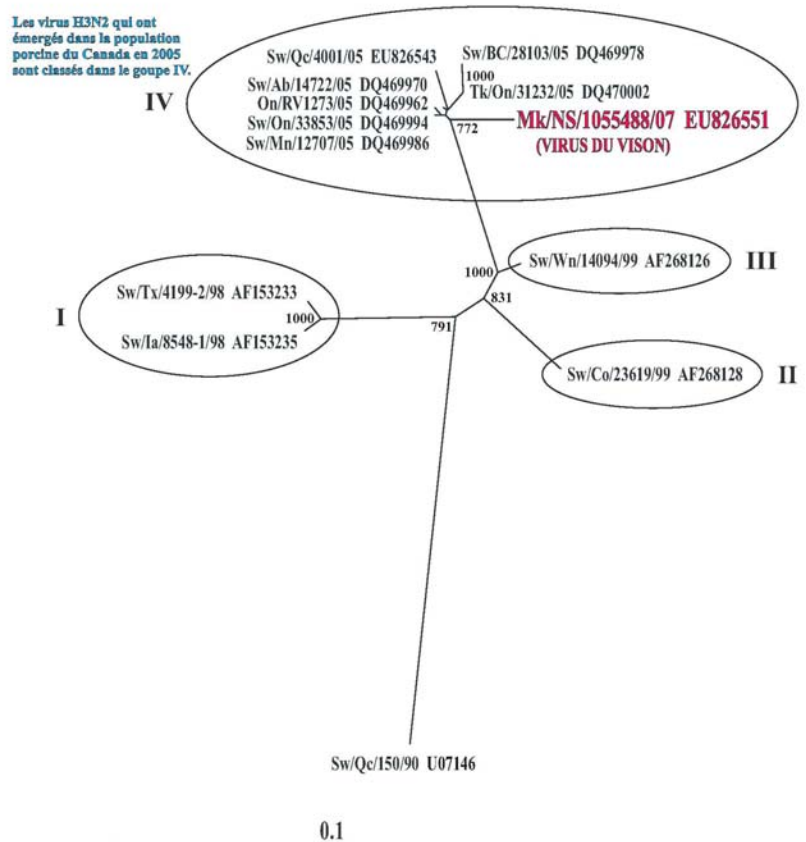 Les virus H3N2 qui ont
émergés dans la population
porcine du Canada en 2005
sont classés dans le goupe IV.
IV
Sw/Qc/4001/05 EU826543
Sw/BC/28103/05 DQ469978
1000
Sw/Ab/14722/05 DQ469970
Tk/On/31232/05 DQ470002
On/RV1273/05 DQ469962
Sw/On/33853/05 DQ469994
772
Mk/NS/1055488/07 EU826551
Sw/Mn/12707/05 DQ469986
(VIRUS DU VISON)
1000
Sw/Wn/14094/99 AF268126
III
I
Sw/Tx/4199-2/98 AF153233
1000
Sw/Ia/8548-1/98 AF153235
791
831
Sw/Co/23619/99 AF268128
II
Sw/Qc/150/90 U07146
0.1